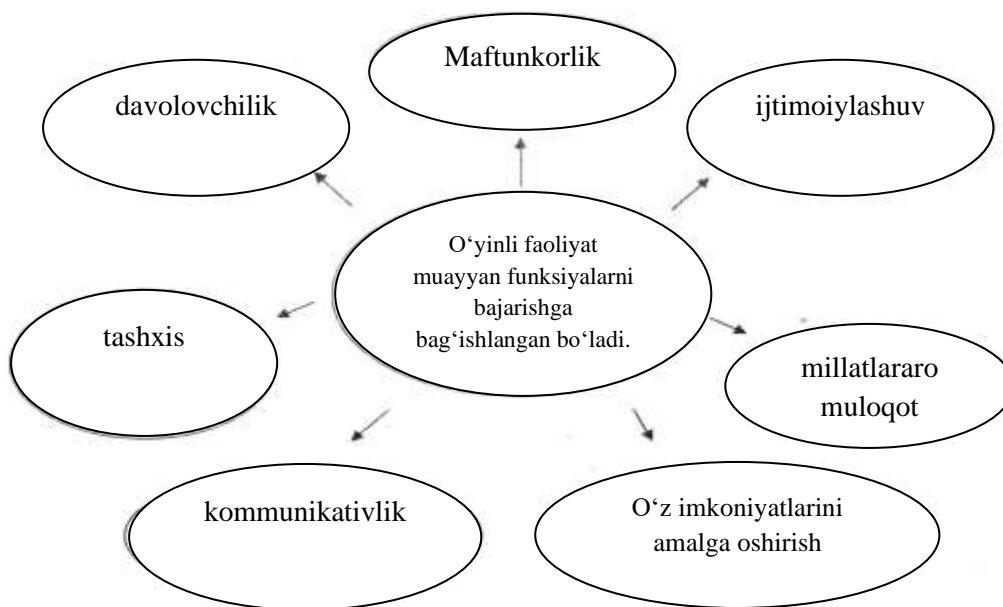 Maftunkorlik
davolovchilik
ijtimoiylashuv
O‘yinli faoliyat
muayyan funksiyalarni
bajarishga
bag‘ishlangan bo‘ladi.
tashxis
millatlararo
muloqot
kommunikativlik
O‘z imkoniyatlarini
amalga oshirish